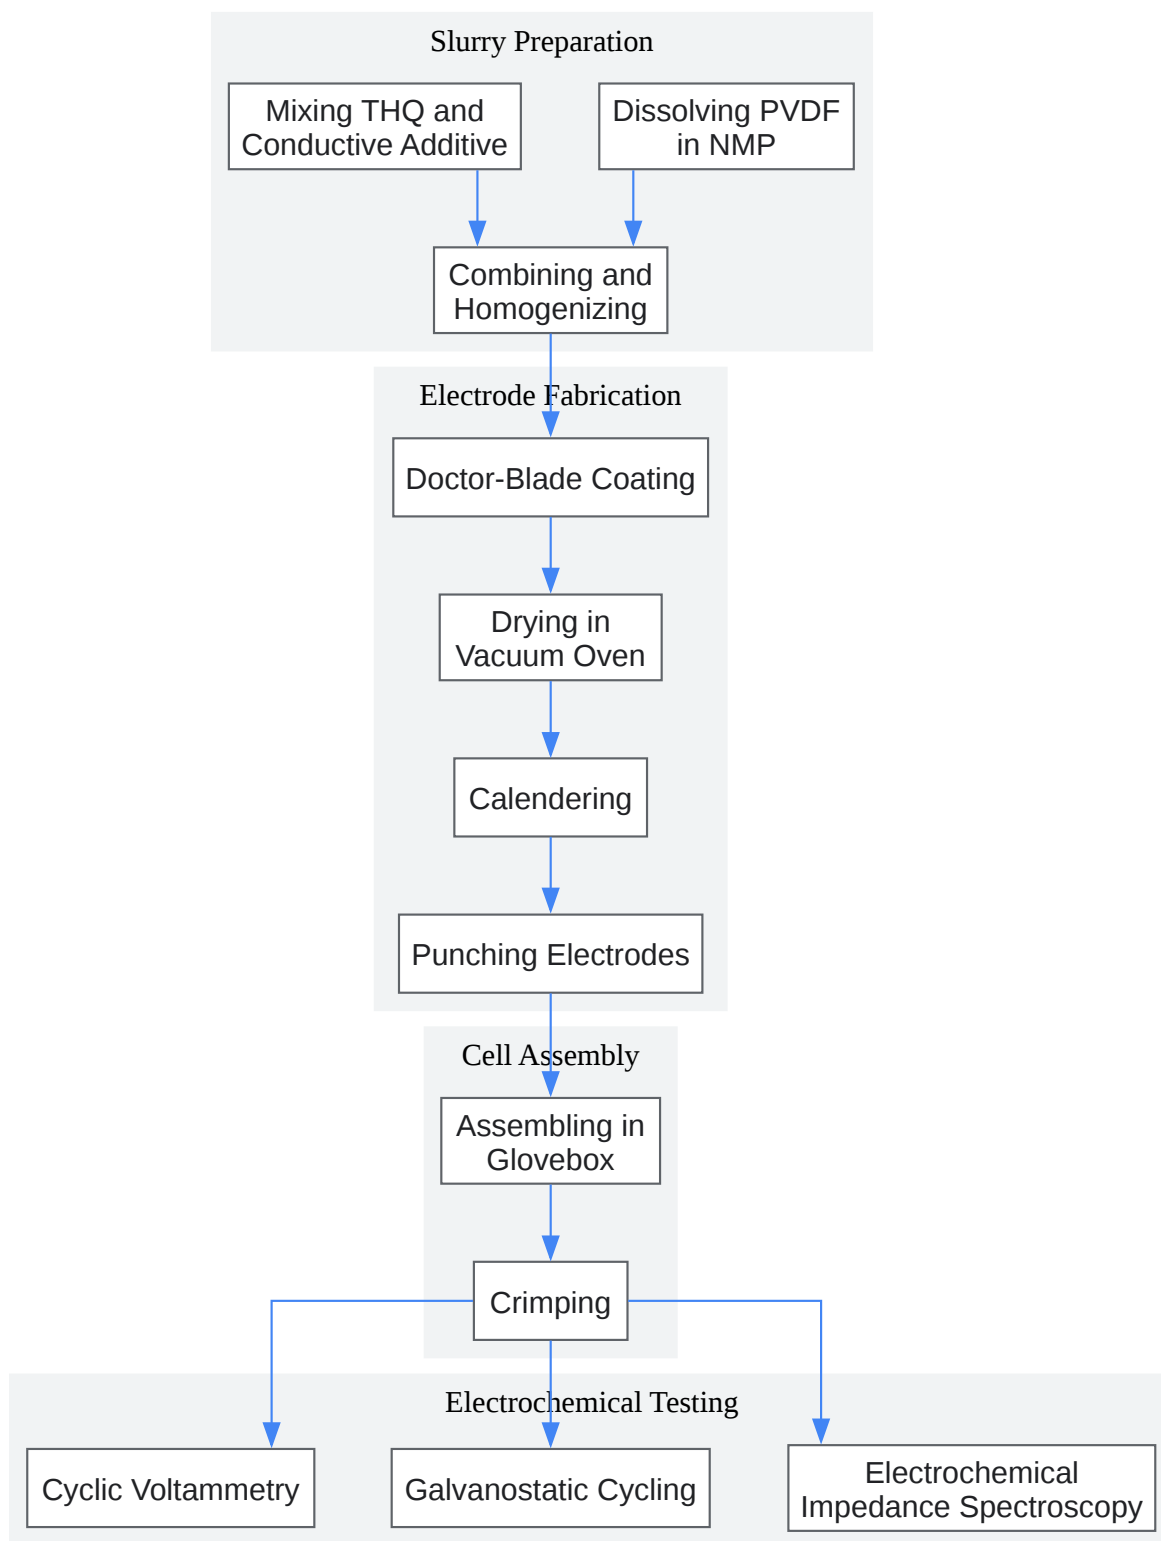 Slurry Preparation
Mixing THQ and
Conductive Additive
Dissolving PVDF
in NMP
Combining and
Homogenizing
Electrode Fabrication
Doctor-Blade Coating
Drying in
Vacuum Oven
Calendering
Punching Electrodes
Cell Assembly
Assembling in
Glovebox
Crimping
Electrochemical Testing
Cyclic Voltammetry
Galvanostatic Cycling
Electrochemical
Impedance Spectroscopy